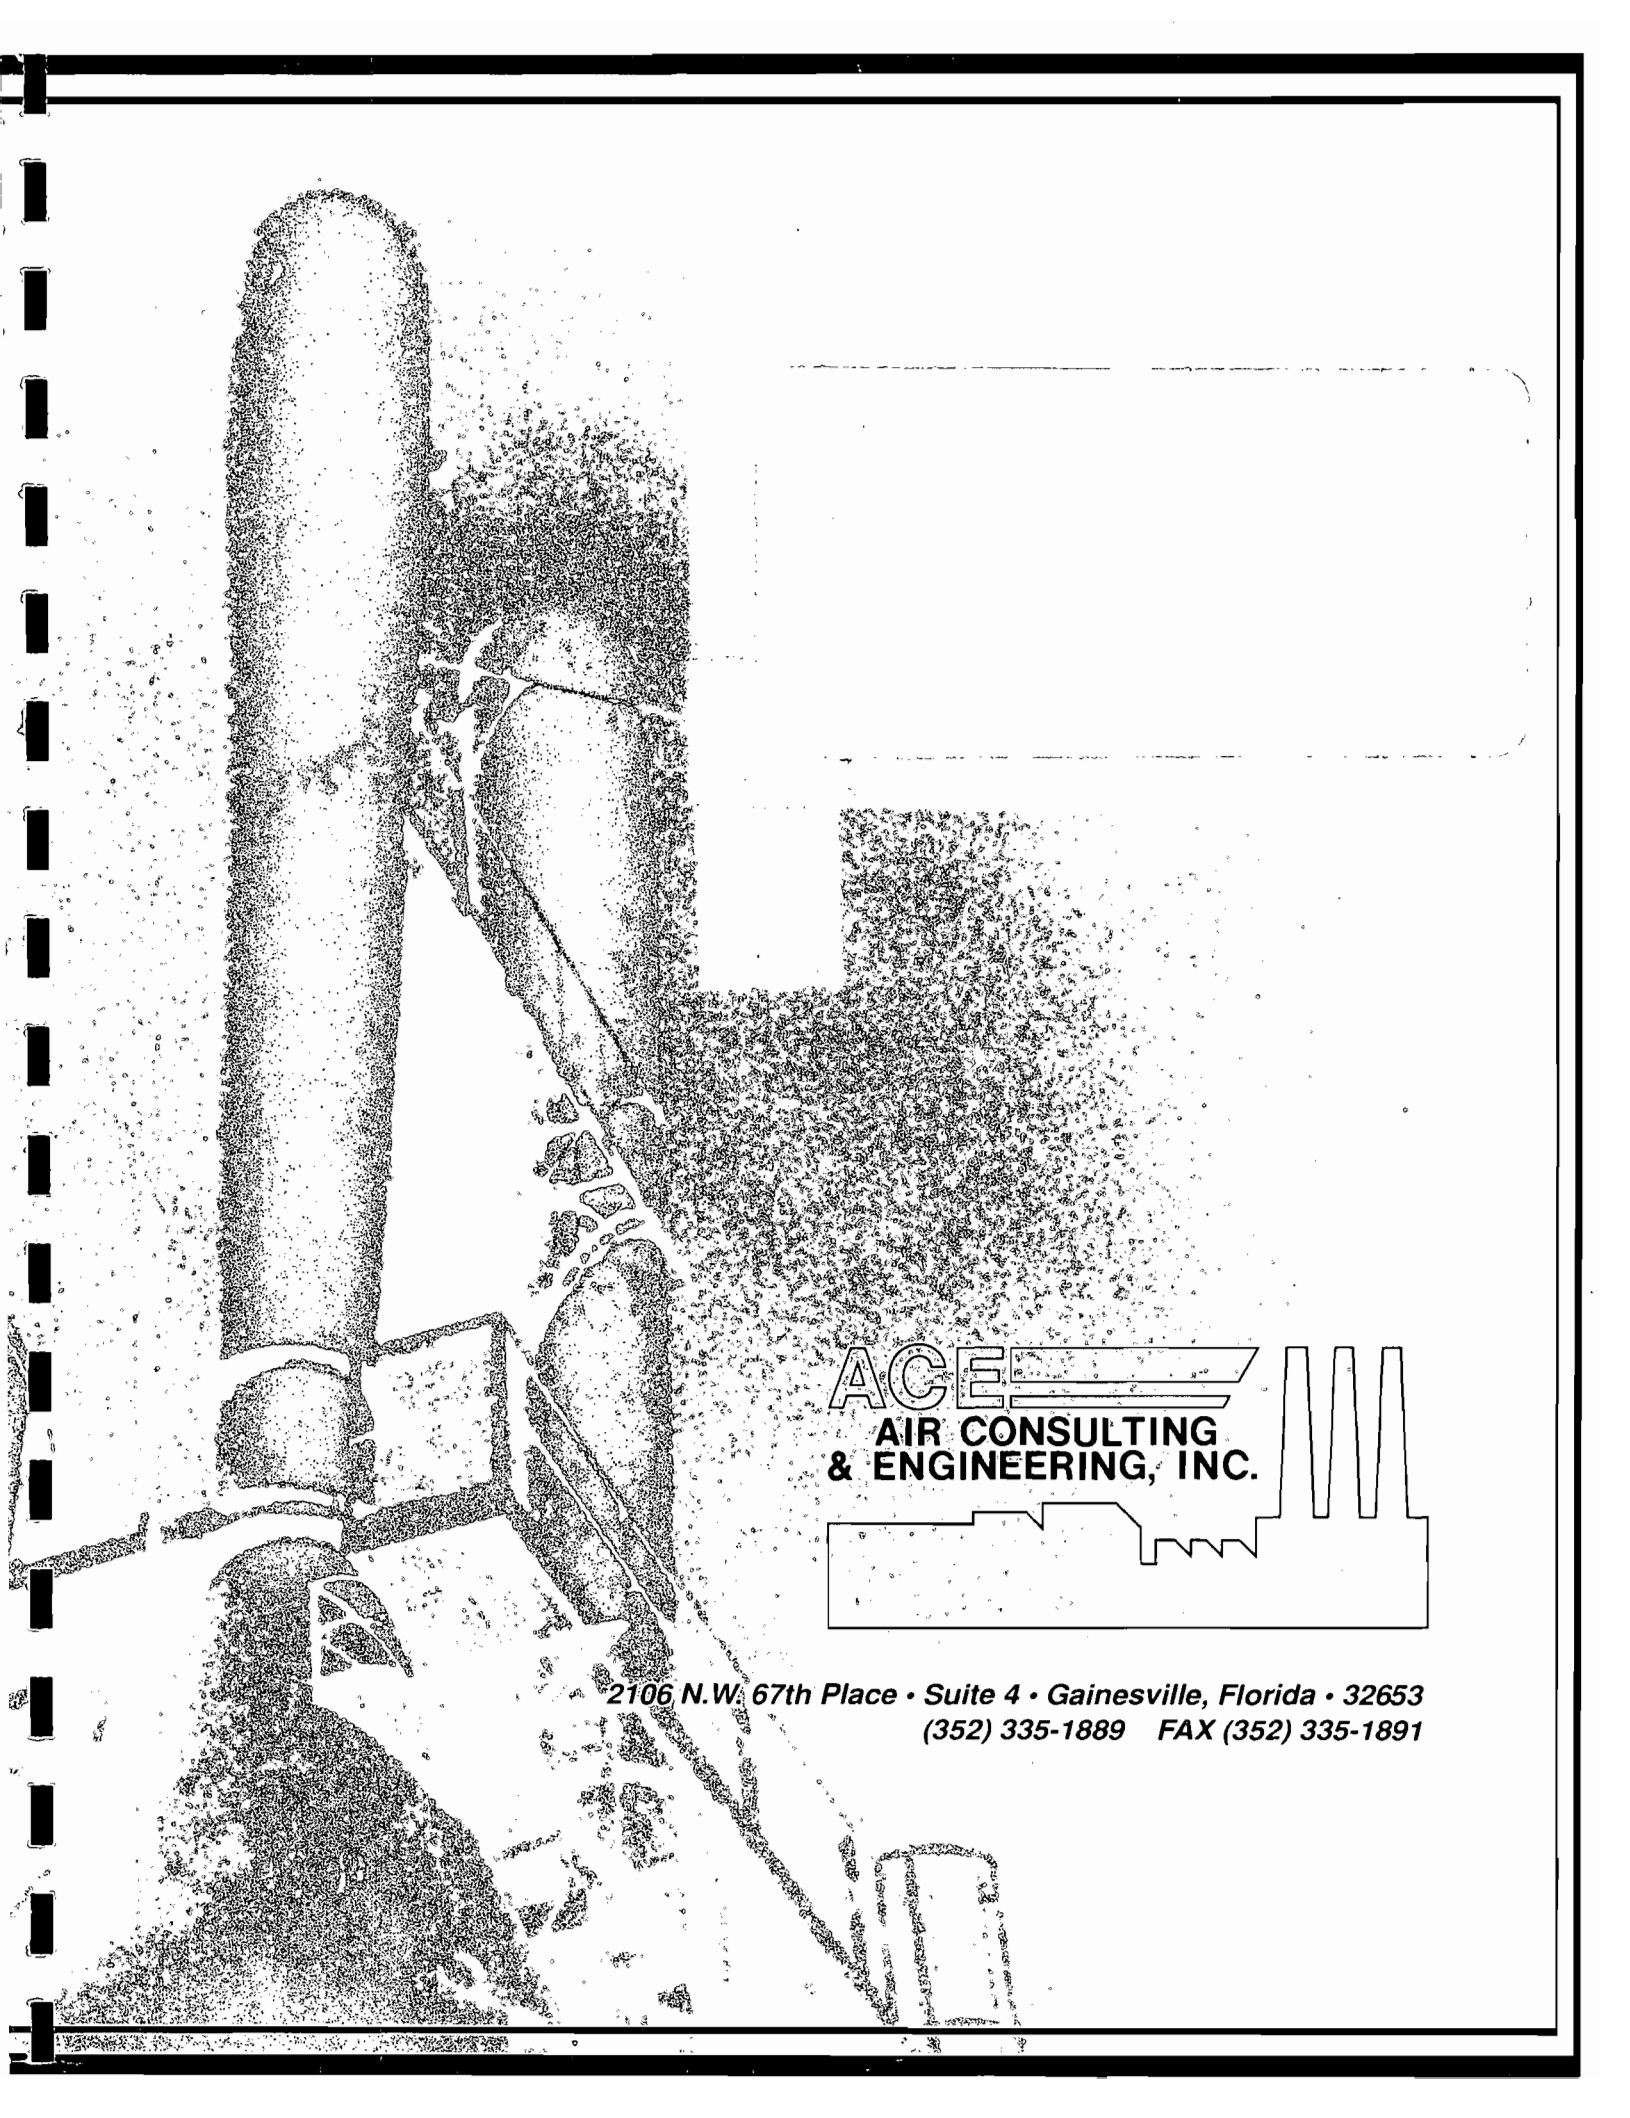 ACE
AIR CONSULTING
& ENGINEERING, INC.
2106 N.W. 67th Place • Suite 4 • Gainesville, Florida • 32653
(352) 335-1889 FAX (352) 335-1891